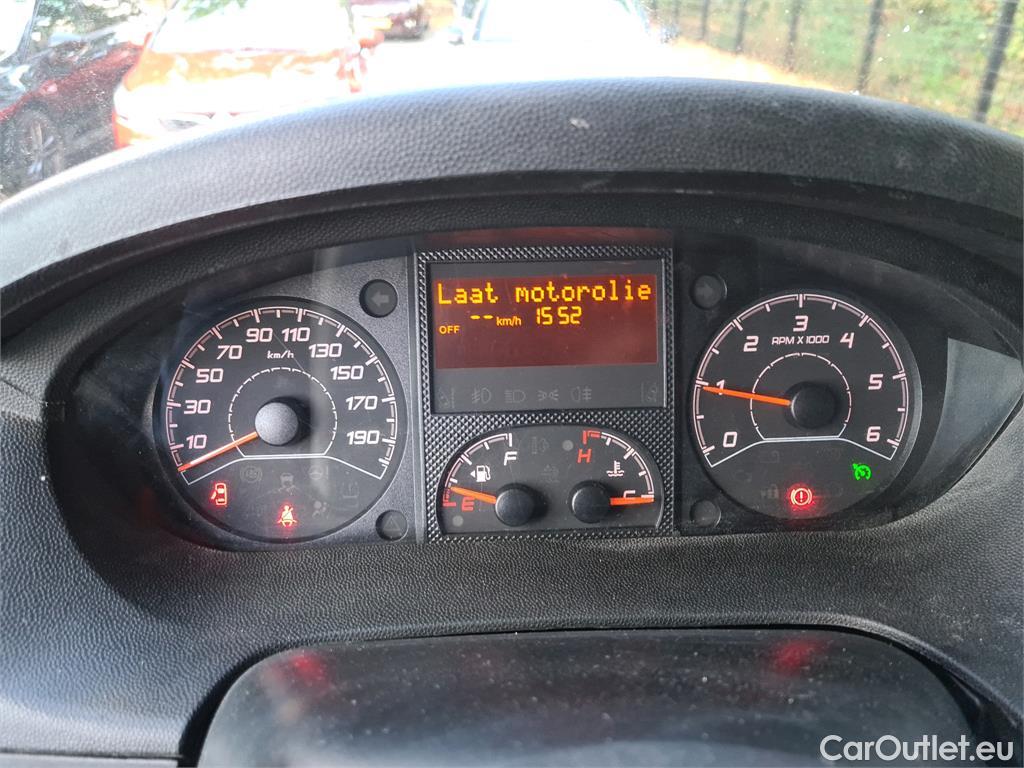 Laat motorolie
OFF -- km/h 15 52
10 30 50 70 90 110 130 150 170 190
km/h
E F
H C
0 1 2 3 4 5 6
RPM X 1000
CarOutlet.eu